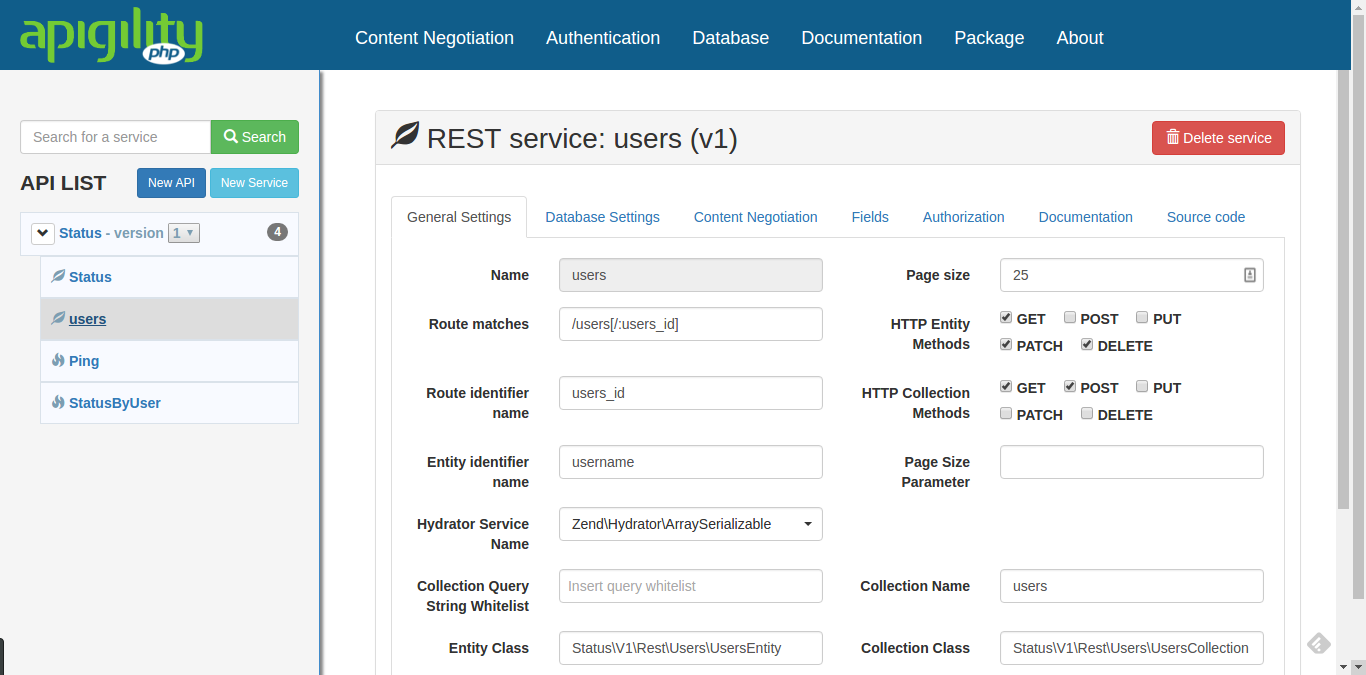 apigility
php
Content Negotiation Authentication Database Documentation Package About
Search for a service Search
API LIST New API New Service
Status - version 1 4
Status
users
Ping
StatusByUser
REST service: users (v1) Delete service
General Settings Database Settings Content Negotiation Fields Authorization Documentation Source code
Name users Page size 25
Route matches /users[/:users_id] HTTP Entity Methods GET POST PUT
PATCH DELETE
Route identifier name users_id HTTP Collection Methods GET POST PUT
PATCH DELETE
Entity identifier name username Page Size Parameter
Hydrator Service Name Zend\Hydrator\ArraySerializable
Collection Query String Whitelist Insert query whitelist Collection Name users
Entity Class Status\V1\Rest\Users\UsersEntity Collection Class Status\V1\Rest\Users\UsersCollection